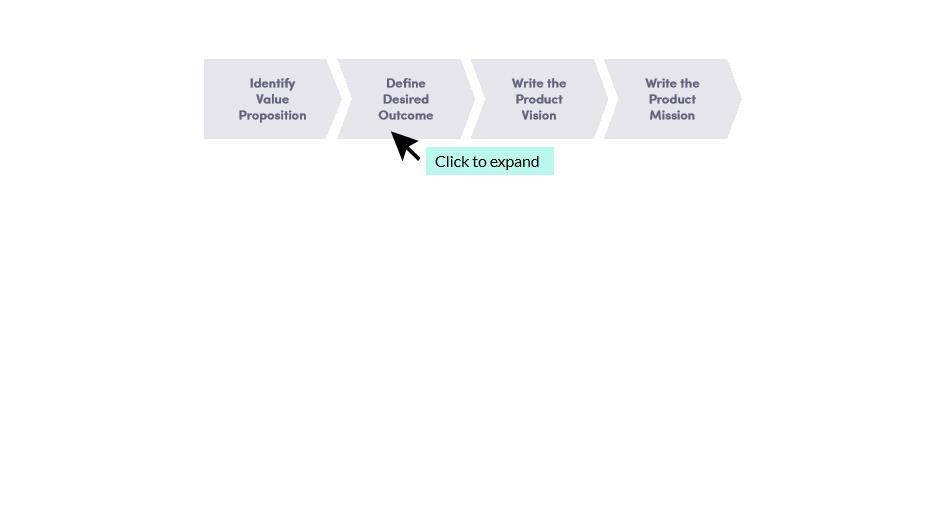 Identify
Value
Proposition
Define
Desired
Outcome
Write the
Product
Vision
Write the
Product
Mission
Click to expand